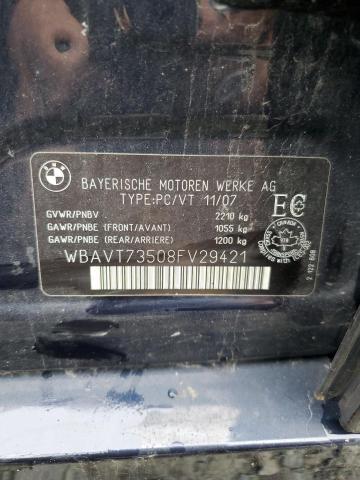 BMW
BAYERISCHE MOTOREN WERKE AG
TYPE:PC/VT 11/07
GVWR/PNBV 2210 kg
GAWR/PNBE (FRONT/AVANT) 1055 kg
GAWR/PNBE (REAR/ARRIERE) 1200 kg
WBAVT73508FV29421
EC
CANADA